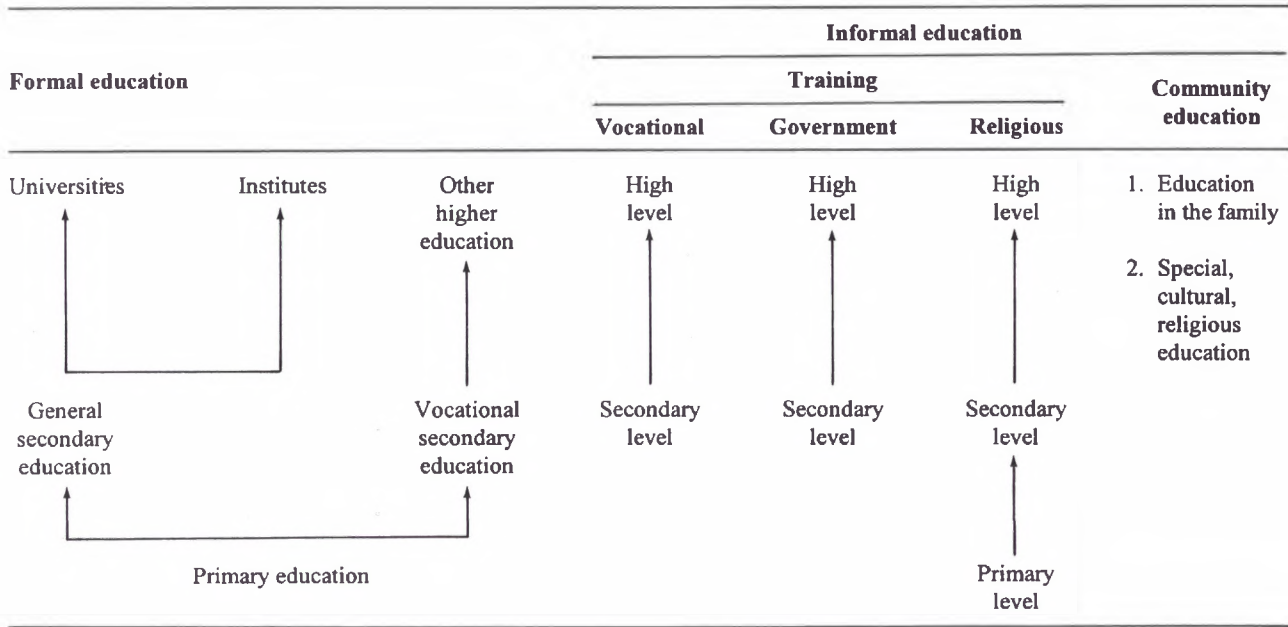 Informal education
Formal education
Training
Community
education
Vocational Government Religious
Universities Institutes Other
higher
education
High
level
High
level
High
level
1. Education
in the family
2. Special,
cultural,
religious
education
General
secondary
education
Vocational
secondary
education
Secondary
level
Secondary
level
Secondary
level
Primary education
Primary
level